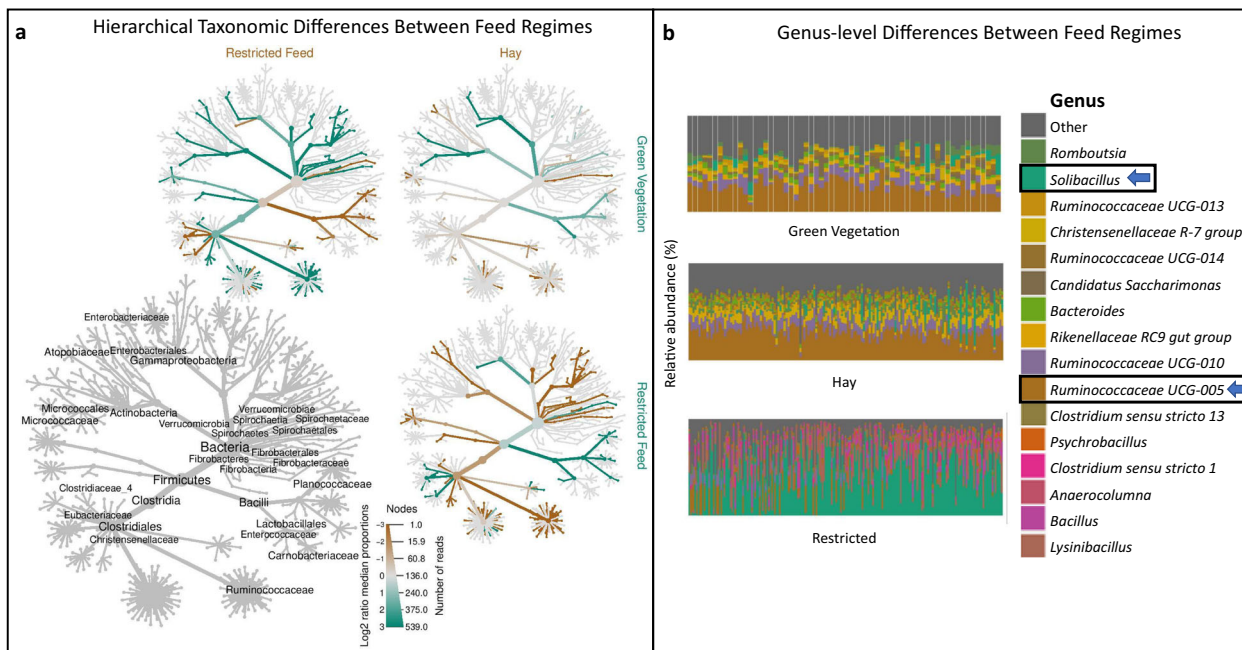 a
Hierarchical Taxonomic Differences Between Feed Regimes
Restricted Feed
Hay
Green Vegetation
Restricted Feed
Enterobacteriaceae
Atopobiaceae
Enterobacteriales
Gammaproteobacteria
Micrococcales
Micrococcaceae
Actinobacteria
Verrucomicrobiae
Verrucomicrobia
Spirochaetia
Spirochaetaceae
Spirochaetes
Spirochaetales
Bacteria
Fibrobacteres
Fibrobacterales
Fibrobacteria
Fibrobacteraceae
Firmicutes
Planococcaceae
Clostridiaceae_4
Clostridia
Bacilli
Eubacteriaceae
Clostridiales
Lactobacillales
Enterococcaceae
Christensenellaceae
Carnobacteriaceae
Ruminococcaceae
Nodes
-3 1.0
-2 15.9
-1 60.8
0 136.0
1 240.0
2 375.0
3 539.0
Log2 ratio median proportions
Number of reads
b
Genus-level Differences Between Feed Regimes
Relative abundance (%)
Green Vegetation
Hay
Restricted
Genus
Other
Romboutsia
Solibacillus
Ruminococcaceae UCG-013
Christensenellaceae R-7 group
Ruminococcaceae UCG-014
Candidatus Saccharimonas
Bacteroides
Rikenellaceae RC9 gut group
Ruminococcaceae UCG-010
Ruminococcaceae UCG-005
Clostridium sensu stricto 13
Psychrobacillus
Clostridium sensu stricto 1
Anaerocolumna
Bacillus
Lysinibacillus